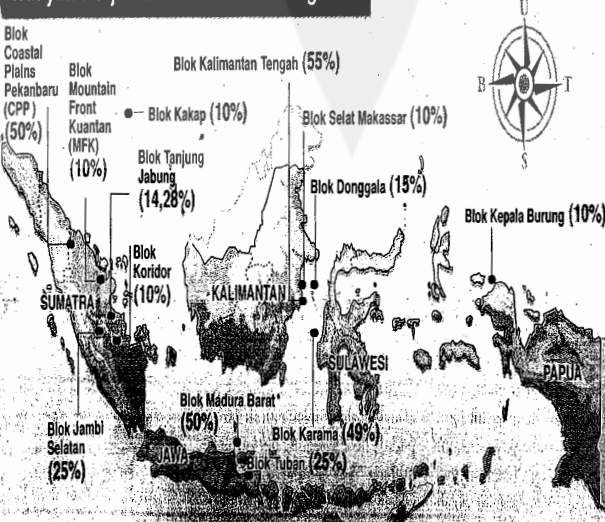 Blok
Coastal
Plains
Pekanbaru
(CPP)
(50%)
Blok
Mountain
Front
Kuantan
(MFK)
(10%)
Blok Kakap (10%)
Blok Tanjung
Jabung
(14,28%)
Blok
Koridor
(10%)
Blok Kalimantan Tengah (55%)
Blok Selat Makassar (10%)
Blok Donggala (15%)
Blok Kepala Burung (10%)
B
T
S
SUMATRA
KALIMANTAN
SULAWESI
PAPUA
Blok Jambi
Selatan
(25%)
JAWA
Blok Madura Barat*
(50%)
Blok Karama (49%)
Blok Tuban (25%)